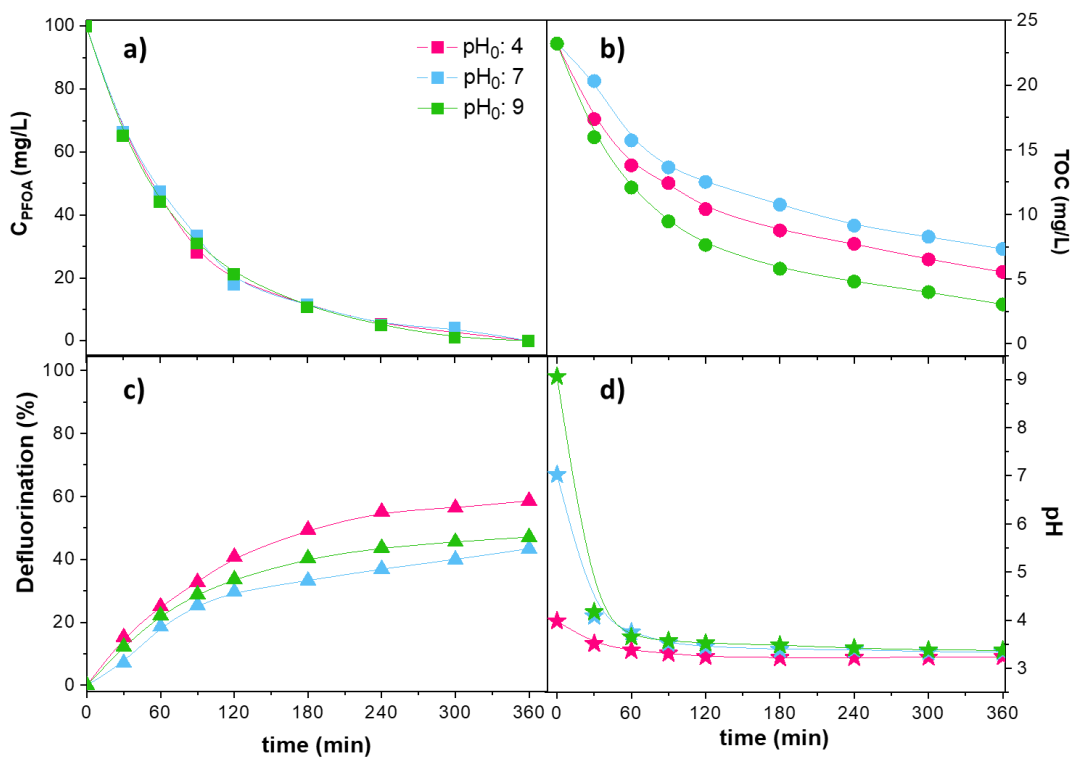 a)
pH₀: 4
pH₀: 7
pH₀: 9
100
80
60
40
20
0
C_PFOA (mg/L)
b)
25
20
15
10
5
0
TOC (mg/L)
c)
100
80
60
40
20
0
Defluorination (%)
0 60 120 180 240 300 360
time (min)
d)
9
8
7
6
5
4
3
pH
0 60 120 180 240 300 360
time (min)